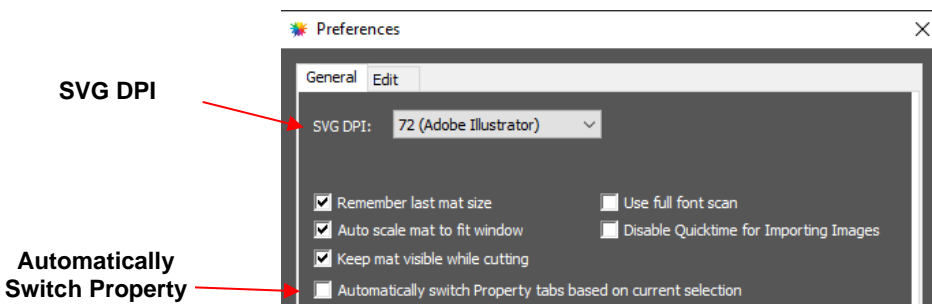 Preferences
General Edit
SVG DPI
SVG DPI: 72 (Adobe Illustrator)
Remember last mat size Use full font scan
Auto scale mat to fit window Disable Quicktime for Importing Images
Keep mat visible while cutting
Automatically
Switch Property
Automatically switch Property tabs based on current selection